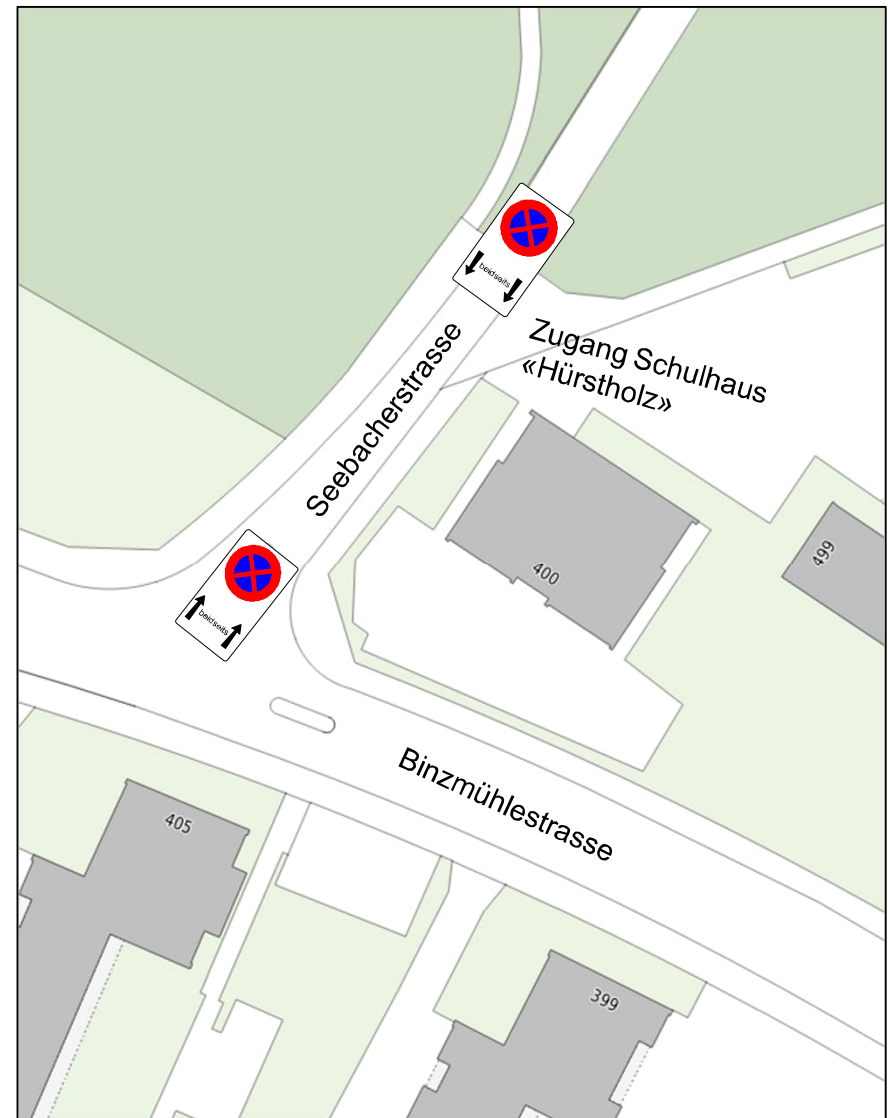 beidseits
Zugang Schulhaus
«Hürstholz»
Seebacherstrasse
499
400
beidseits
Binzmühlestrasse
405
399